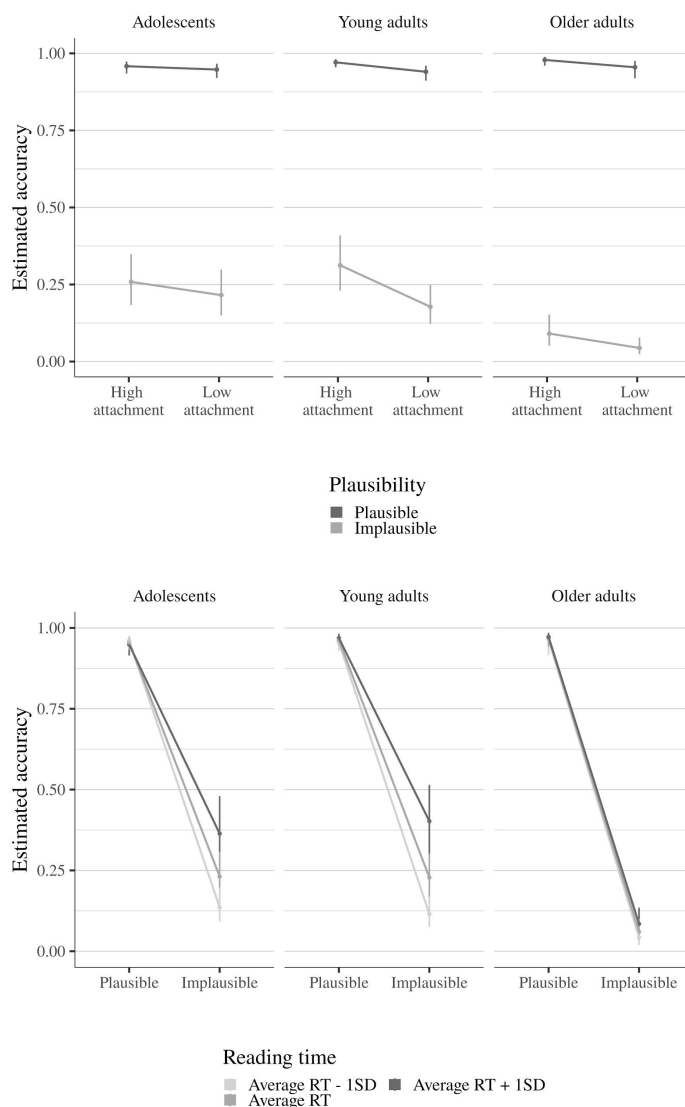 Adolescents Young adults Older adults
Estimated accuracy
1.00
0.75
0.50
0.25
0.00
High attachment Low attachment High attachment Low attachment High attachment Low attachment
Plausibility
Plausible
Implausible
Adolescents Young adults Older adults
Estimated accuracy
1.00
0.75
0.50
0.25
0.00
Plausible Implausible Plausible Implausible Plausible Implausible
Reading time
Average RT - 1SD Average RT + 1SD
Average RT